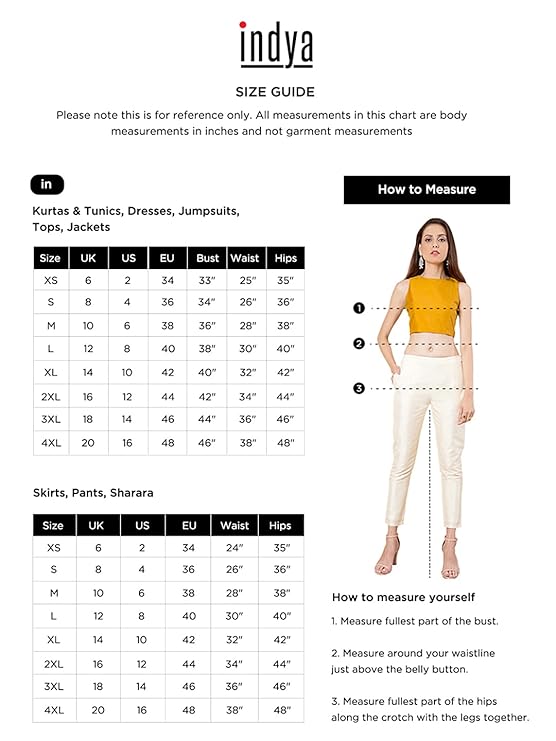 indya
SIZE GUIDE
Please note this is for reference only. All measurements in this chart are body
measurements in inches and not garment measurements
in
Kurtas & Tunics, Dresses, Jumpsuits,
Tops, Jackets
Size UK US EU Bust Waist Hips
XS 6 2 34 33" 25" 35"
S 8 4 36 34" 26" 36"
M 10 6 38 36" 28" 38"
L 12 8 40 38" 30" 40"
XL 14 10 42 40" 32" 42"
2XL 16 12 44 42" 34" 44"
3XL 18 14 46 44" 36" 46"
4XL 20 16 48 46" 38" 48"
Skirts, Pants, Sharara
Size UK US EU Waist Hips
XS 6 2 34 24" 35"
S 8 4 36 26" 36"
M 10 6 38 28" 38"
L 12 8 40 30" 40"
XL 14 10 42 32" 42"
2XL 16 12 44 34" 44"
3XL 18 14 46 36" 46"
4XL 20 16 48 38" 48"
How to Measure
1
2
3
How to measure yourself
1. Measure fullest part of the bust.
2. Measure around your waistline
just above the belly button.
3. Measure fullest part of the hips
along the crotch with the legs together.